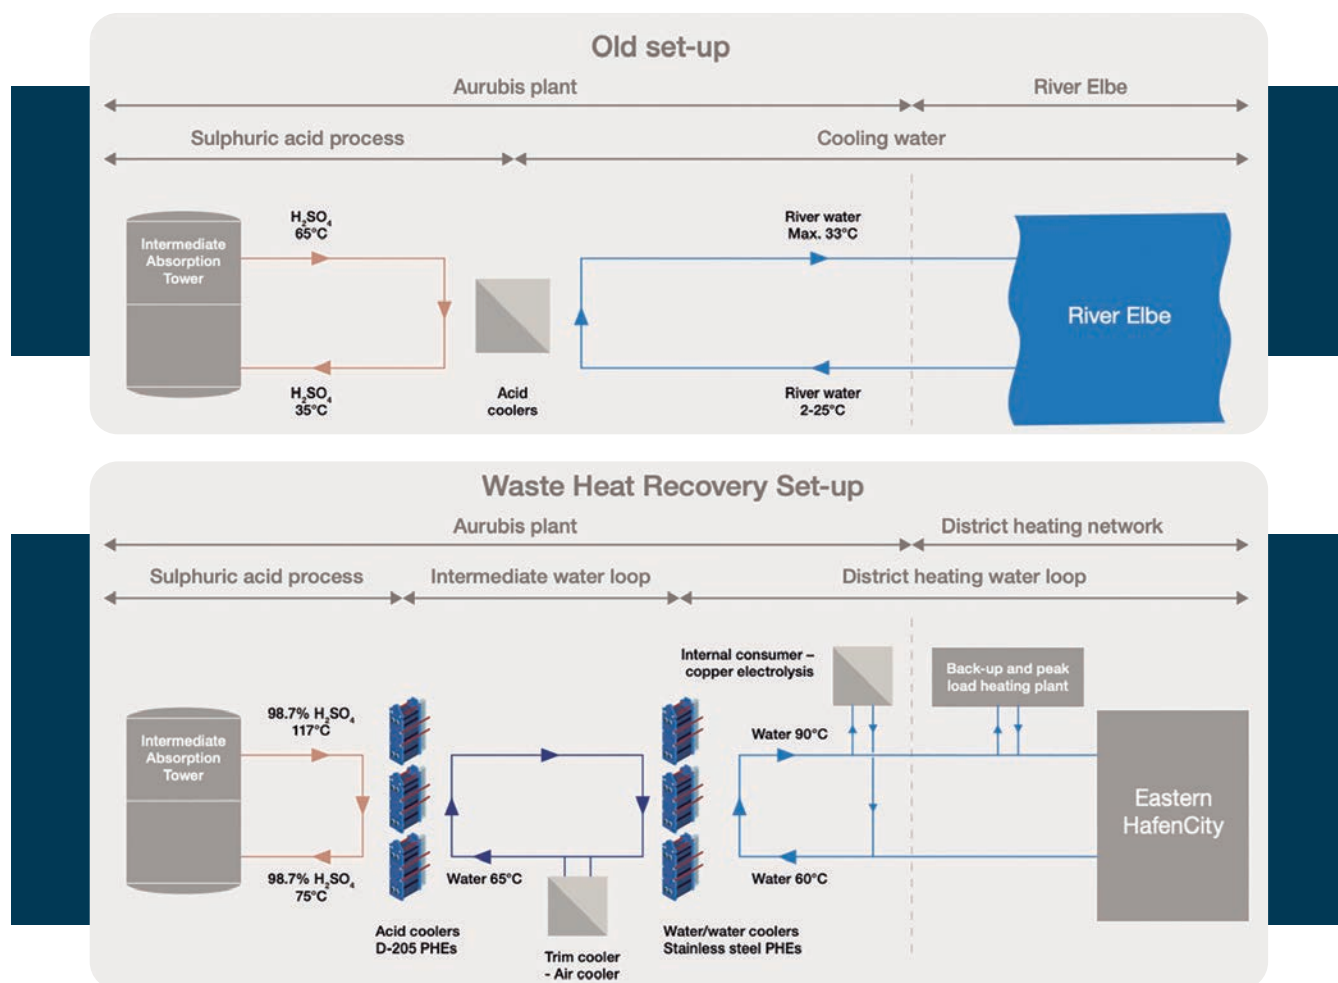 Old set-up
Aurubis plant
River Elbe
Sulphuric acid process
Cooling water
Intermediate
Absorption
Tower
H₂SO₄
65°C
H₂SO₄
35°C
Acid
coolers
River water
Max. 33°C
River water
2-25°C
River Elbe
Waste Heat Recovery Set-up
Aurubis plant
District heating network
Sulphuric acid process
Intermediate water loop
District heating water loop
Intermediate
Absorption
Tower
98.7% H₂SO₄
117°C
98.7% H₂SO₄
75°C
Acid coolers
D-205 PHEs
Water 65°C
Trim cooler
- Air cooler
Water/water coolers
Stainless steel PHEs
Internal consumer –
copper electrolysis
Water 90°C
Water 60°C
Back-up and peak
load heating plant
Eastern
HafenCity